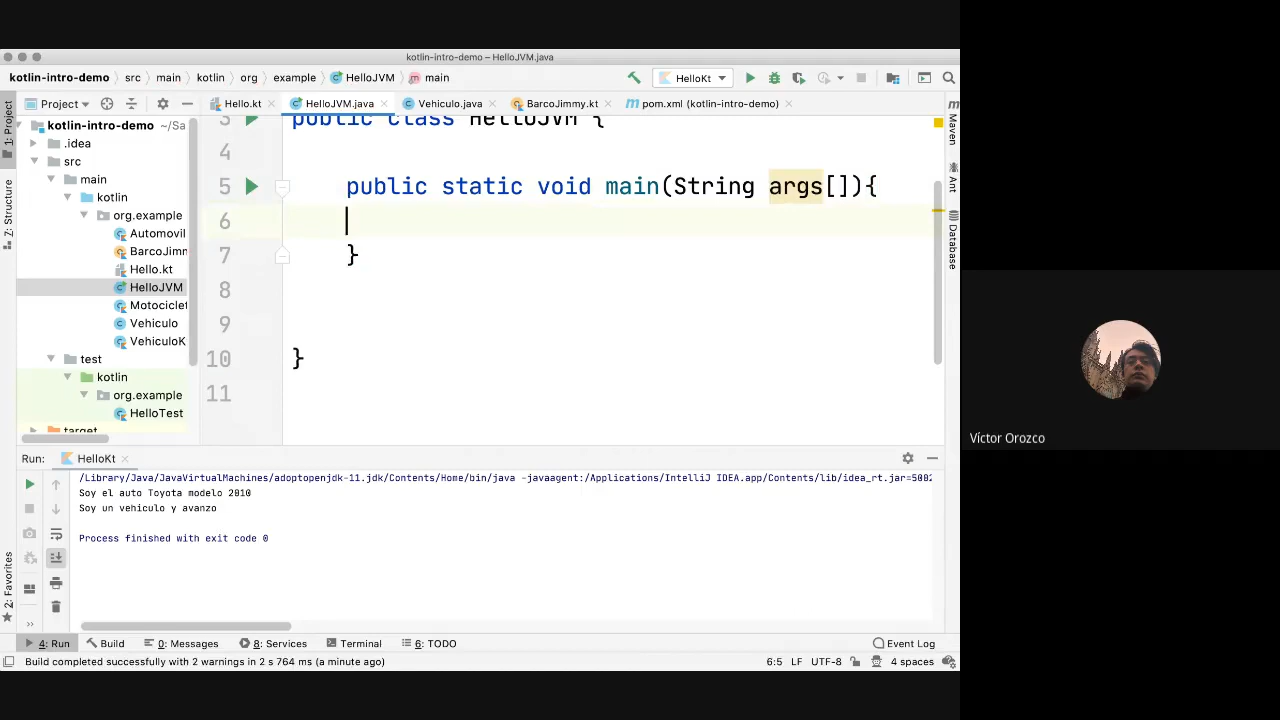 kotlin-intro-demo – HelloJVM.java
kotlin-intro-demo src main kotlin org example HelloJVM main HelloKt
Project Hello.kt HelloJVM.java Vehiculo.java BarcoJimmy.kt pom.xml (kotlin-intro-demo)
1: Project
Z: Structure
2: Favorites
kotlin-intro-demo ~/Sa
.idea
src
main
kotlin
org.example
Automovil
BarcoJimm
Hello.kt
HelloJVM
Motociclet
Vehiculo
VehiculoK
test
kotlin
org.example
HelloTest
target
3 public class HelloJVM {
4
5 public static void main(String args[]){
6
7 }
8
9
10 }
11
Maven
Ant
Database
Run: HelloKt
/Library/Java/JavaVirtualMachines/adoptopenjdk-11.jdk/Contents/Home/bin/java -javaagent:/Applications/IntelliJ IDEA.app/Contents/lib/idea_rt.jar=5002
Soy el auto Toyota modelo 2010
Soy un vehiculo y avanzo
Process finished with exit code 0
4: Run Build 0: Messages 8: Services Terminal 6: TODO Event Log
Build completed successfully with 2 warnings in 2 s 764 ms (a minute ago) 6:5 LF UTF-8 4 spaces
Víctor Orozco